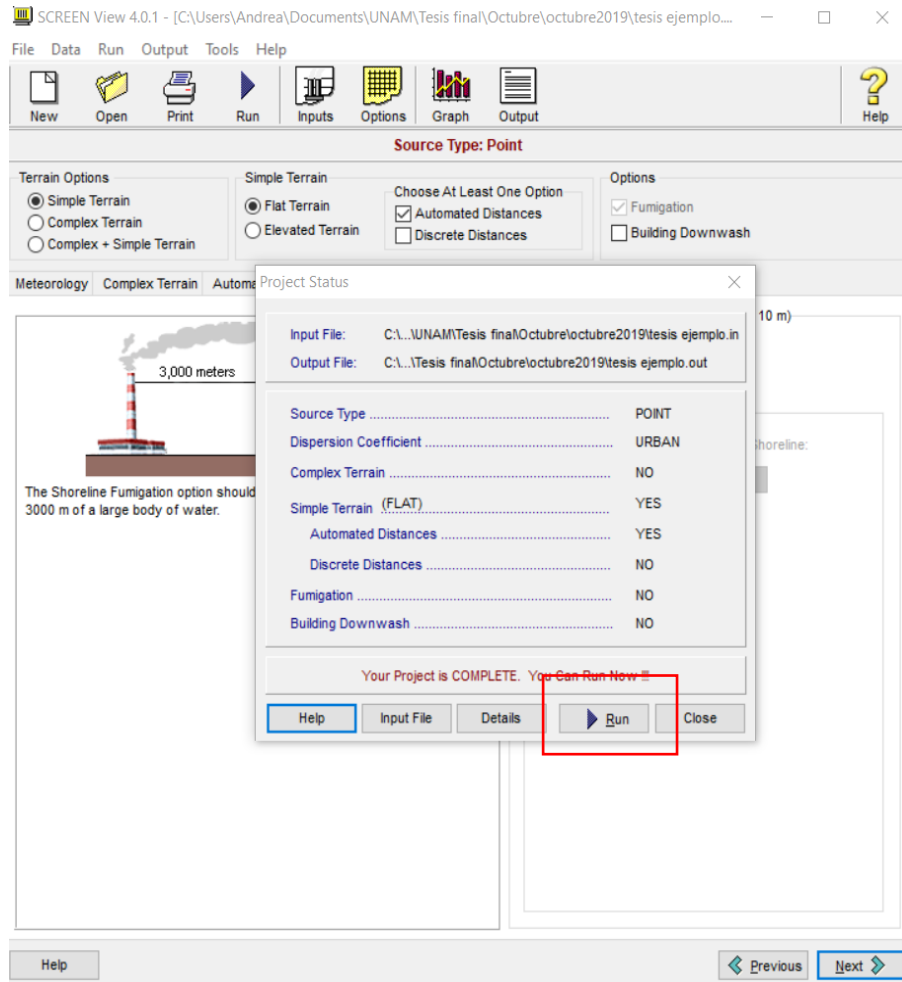 SCREEN View 4.0.1 - [C:\Users\Andrea\Documents\UNAM\Tesis final\Octubre\octubre2019\tesis ejemplo....
File Data Run Output Tools Help
New Open Print Run Inputs Options Graph Output Help
Source Type: Point
Terrain Options
Simple Terrain
Complex Terrain
Complex + Simple Terrain
Simple Terrain
Flat Terrain
Elevated Terrain
Choose At Least One Option
Automated Distances
Discrete Distances
Options
Fumigation
Building Downwash
Meteorology Complex Terrain Automa
10 m)
3,000 meters
The Shoreline Fumigation option should
3000 m of a large body of water.
Shoreline:
Project Status
Input File: C:\...\UNAM\Tesis final\Octubre\octubre2019\tesis ejemplo.in
Output File: C:\...\Tesis final\Octubre\octubre2019\tesis ejemplo.out
Source Type ............ POINT
Dispersion Coefficient ............ URBAN
Complex Terrain ............ NO
Simple Terrain (FLAT) ............ YES
Automated Distances ............ YES
Discrete Distances ............ NO
Fumigation ............ NO
Building Downwash ............ NO
Your Project is COMPLETE. You Can Run Now !!!
Help Input File Details Run Close
Help Previous Next